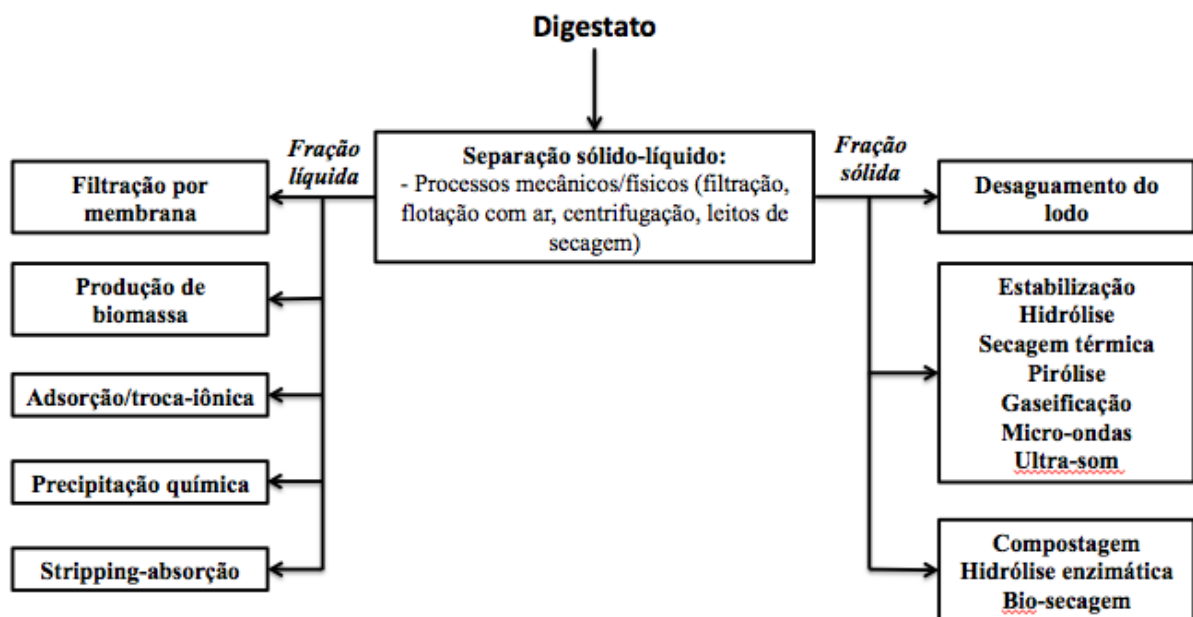 Digestato
Fração
líquida
Separação sólido-líquido:
- Processos mecânicos/físicos (filtração,
flotação com ar, centrifugação, leitos de
secagem)
Fração
sólida
Filtração por
membrana
Produção de
biomassa
Adsorção/troca-iônica
Precipitação química
Stripping-absorção
Desaguamento do
lodo
Estabilização
Hidrólise
Secagem térmica
Pirólise
Gaseificação
Micro-ondas
Ultra-som
Compostagem
Hidrólise enzimática
Bio-secagem